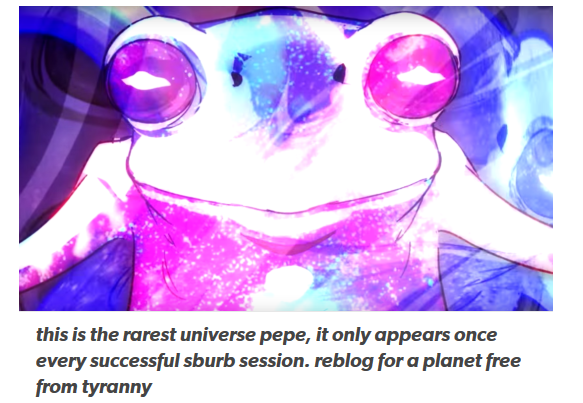 this is the rarest universe pepe, it only appears once
every successful sburb session. reblog for a planet free
from tyranny